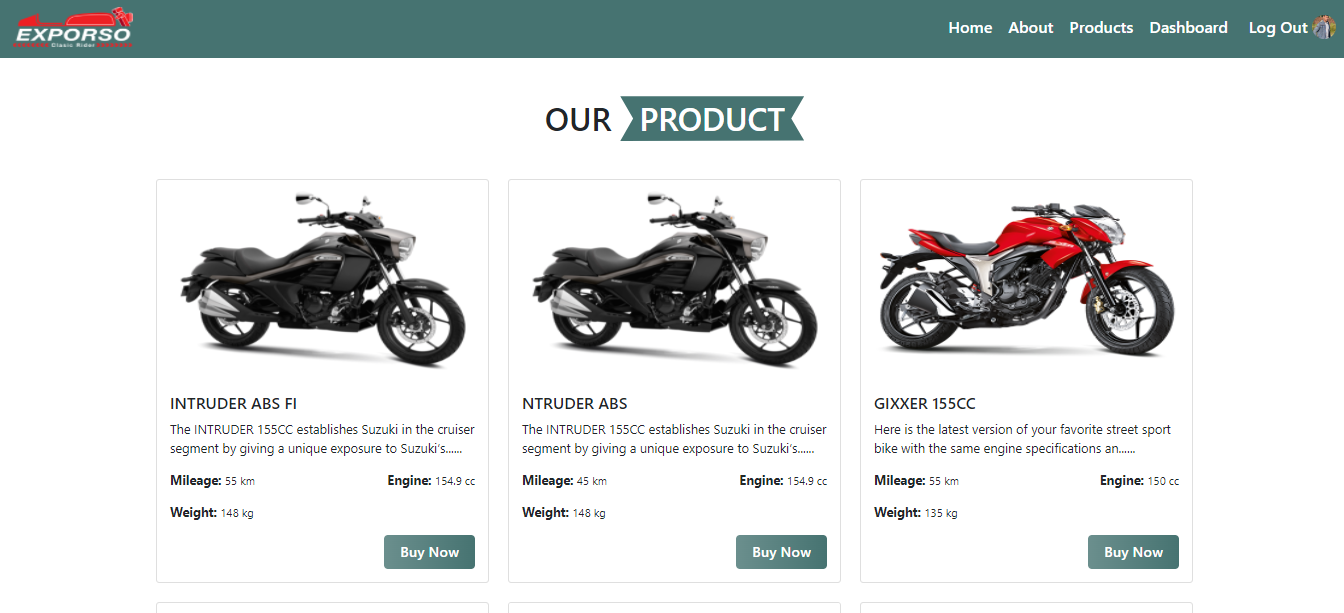 EXPORSO
Clasic Rider
Home About Products Dashboard Log Out
OUR PRODUCT
INTRUDER ABS FI
The INTRUDER 155CC establishes Suzuki in the cruiser
segment by giving a unique exposure to Suzuki's......
Mileage: 55 km Engine: 154.9 cc
Weight: 148 kg
Buy Now
NTRUDER ABS
The INTRUDER 155CC establishes Suzuki in the cruiser
segment by giving a unique exposure to Suzuki's......
Mileage: 45 km Engine: 154.9 cc
Weight: 148 kg
Buy Now
GIXXER 155CC
Here is the latest version of your favorite street sport
bike with the same engine specifications an......
Mileage: 55 km Engine: 150 cc
Weight: 135 kg
Buy Now